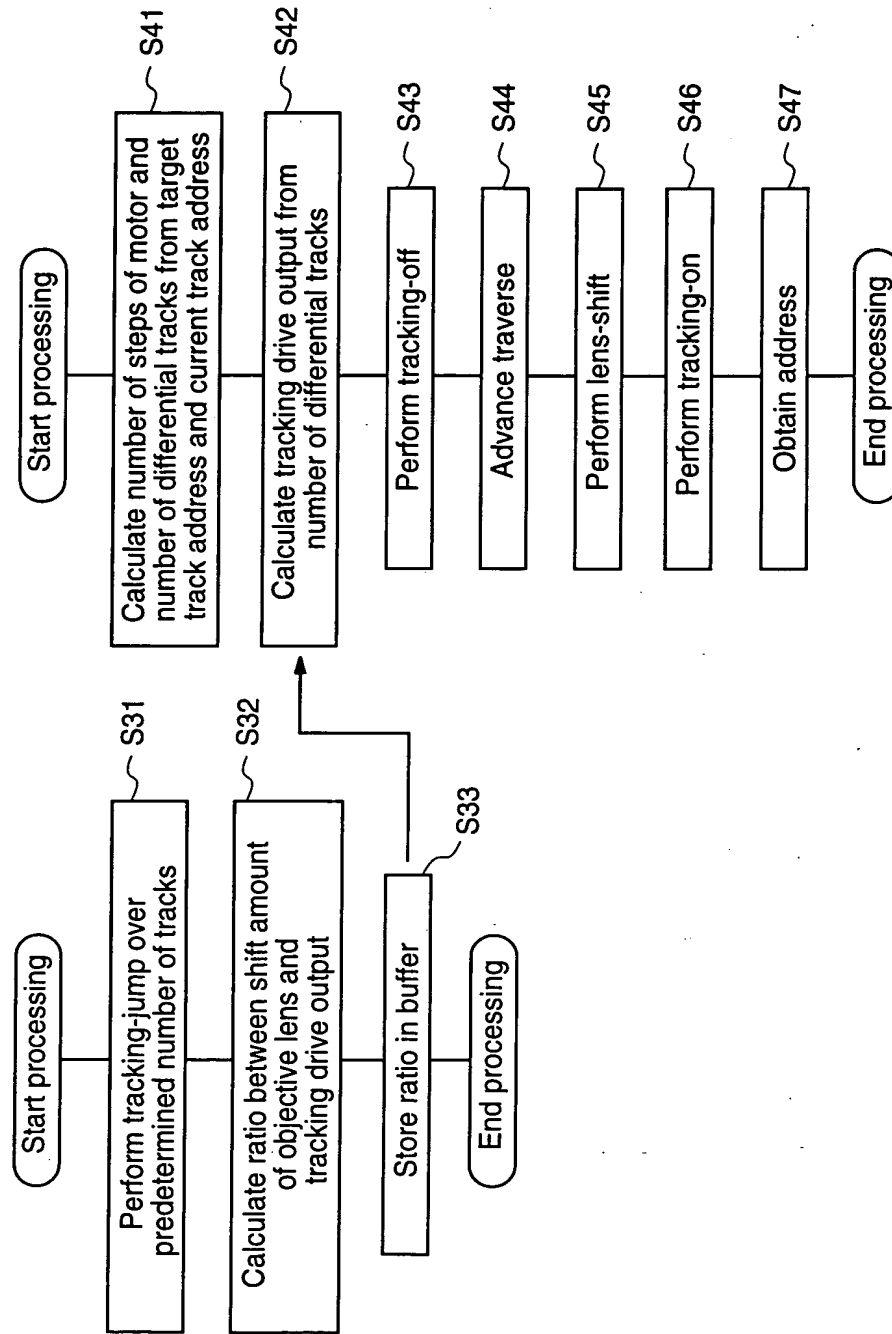 Start processing
Perform tracking-jump over
predetermined number of tracks
S31
Calculate ratio between shift amount
of objective lens and
tracking drive output
S32
Store ratio in buffer
S33
End processing
Start processing
Calculate number of steps of motor and
number of differential tracks from target
track address and current track address
S41
Calculate tracking drive output from
number of differential tracks
S42
Perform tracking-off
S43
Advance traverse
S44
Perform lens-shift
S45
Perform tracking-on
S46
Obtain address
S47
End processing